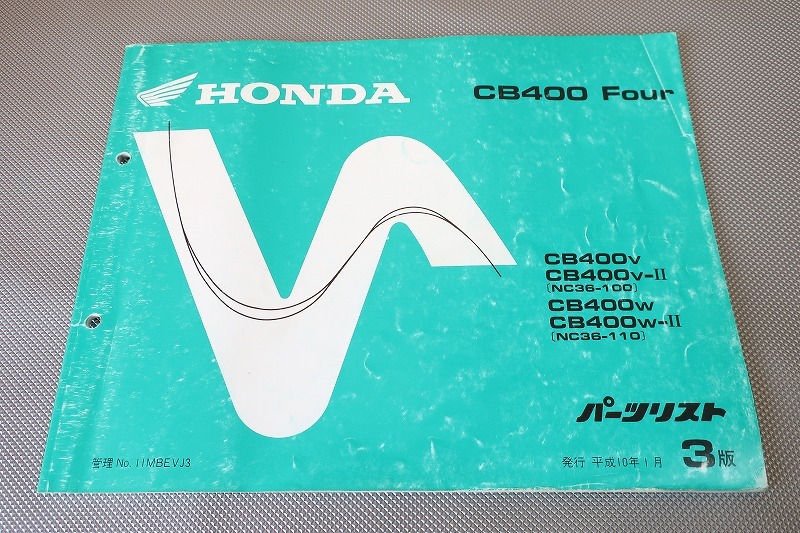 HONDA
CB400 Four
CB400V
CB400V-II
(NC36-100)
CB400W
CB400W-II
(NC36-110)
パーツリスト
管理 No. 11MBEVJ3
発行 平成10年1月
3版